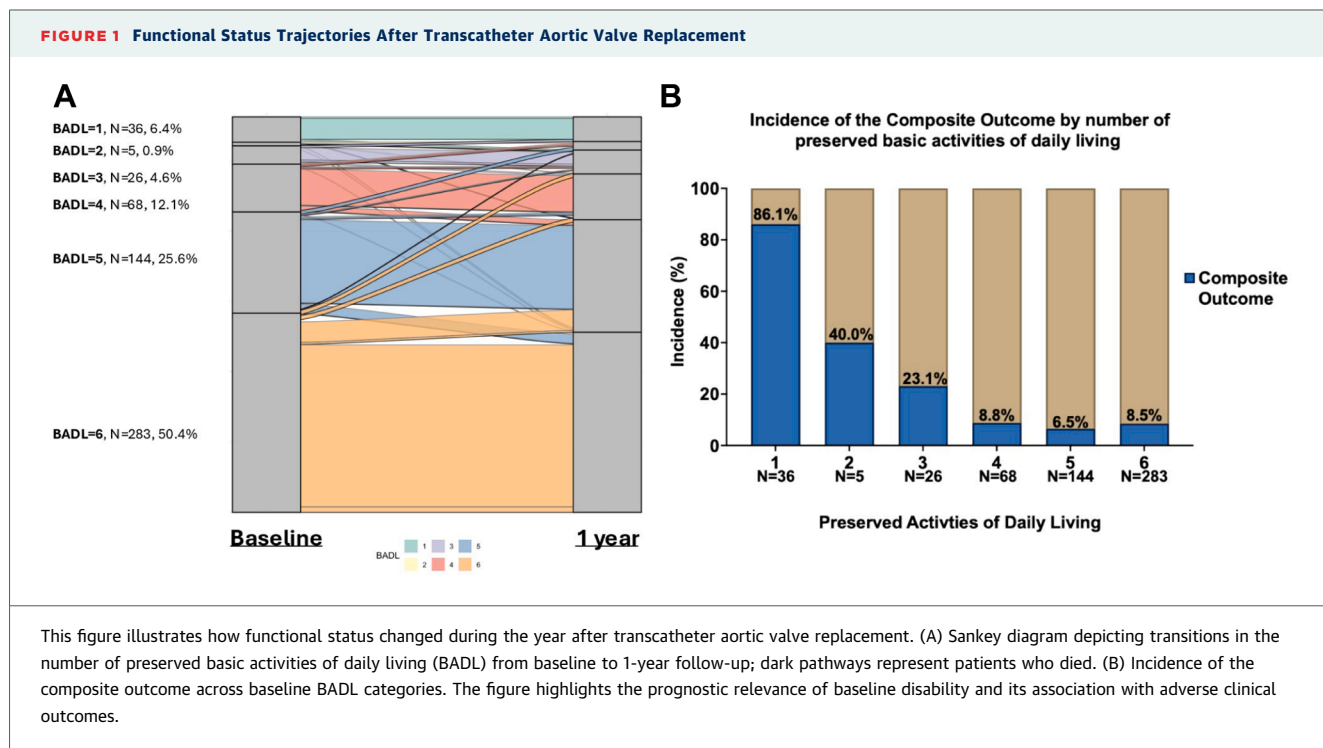 FIGURE 1 Functional Status Trajectories After Transcatheter Aortic Valve Replacement
A
BADL=1, N=36, 6.4%
BADL=2, N=5, 0.9%
BADL=3, N=26, 4.6%
BADL=4, N=68, 12.1%
BADL=5, N=144, 25.6%
BADL=6, N=283, 50.4%
Baseline
1 year
BADL
1 3 5
2 4 6
B
Incidence of the Composite Outcome by number of
preserved basic activities of daily living
Incidence (%)
100
80
60
40
20
0
86.1%
40.0%
23.1%
8.8%
6.5%
8.5%
1 2 3 4 5 6
N=36 N=5 N=26 N=68 N=144 N=283
Preserved Activties of Daily Living
Composite
Outcome
This figure illustrates how functional status changed during the year after transcatheter aortic valve replacement. (A) Sankey diagram depicting transitions in the
number of preserved basic activities of daily living (BADL) from baseline to 1-year follow-up; dark pathways represent patients who died. (B) Incidence of the
composite outcome across baseline BADL categories. The figure highlights the prognostic relevance of baseline disability and its association with adverse clinical
outcomes.